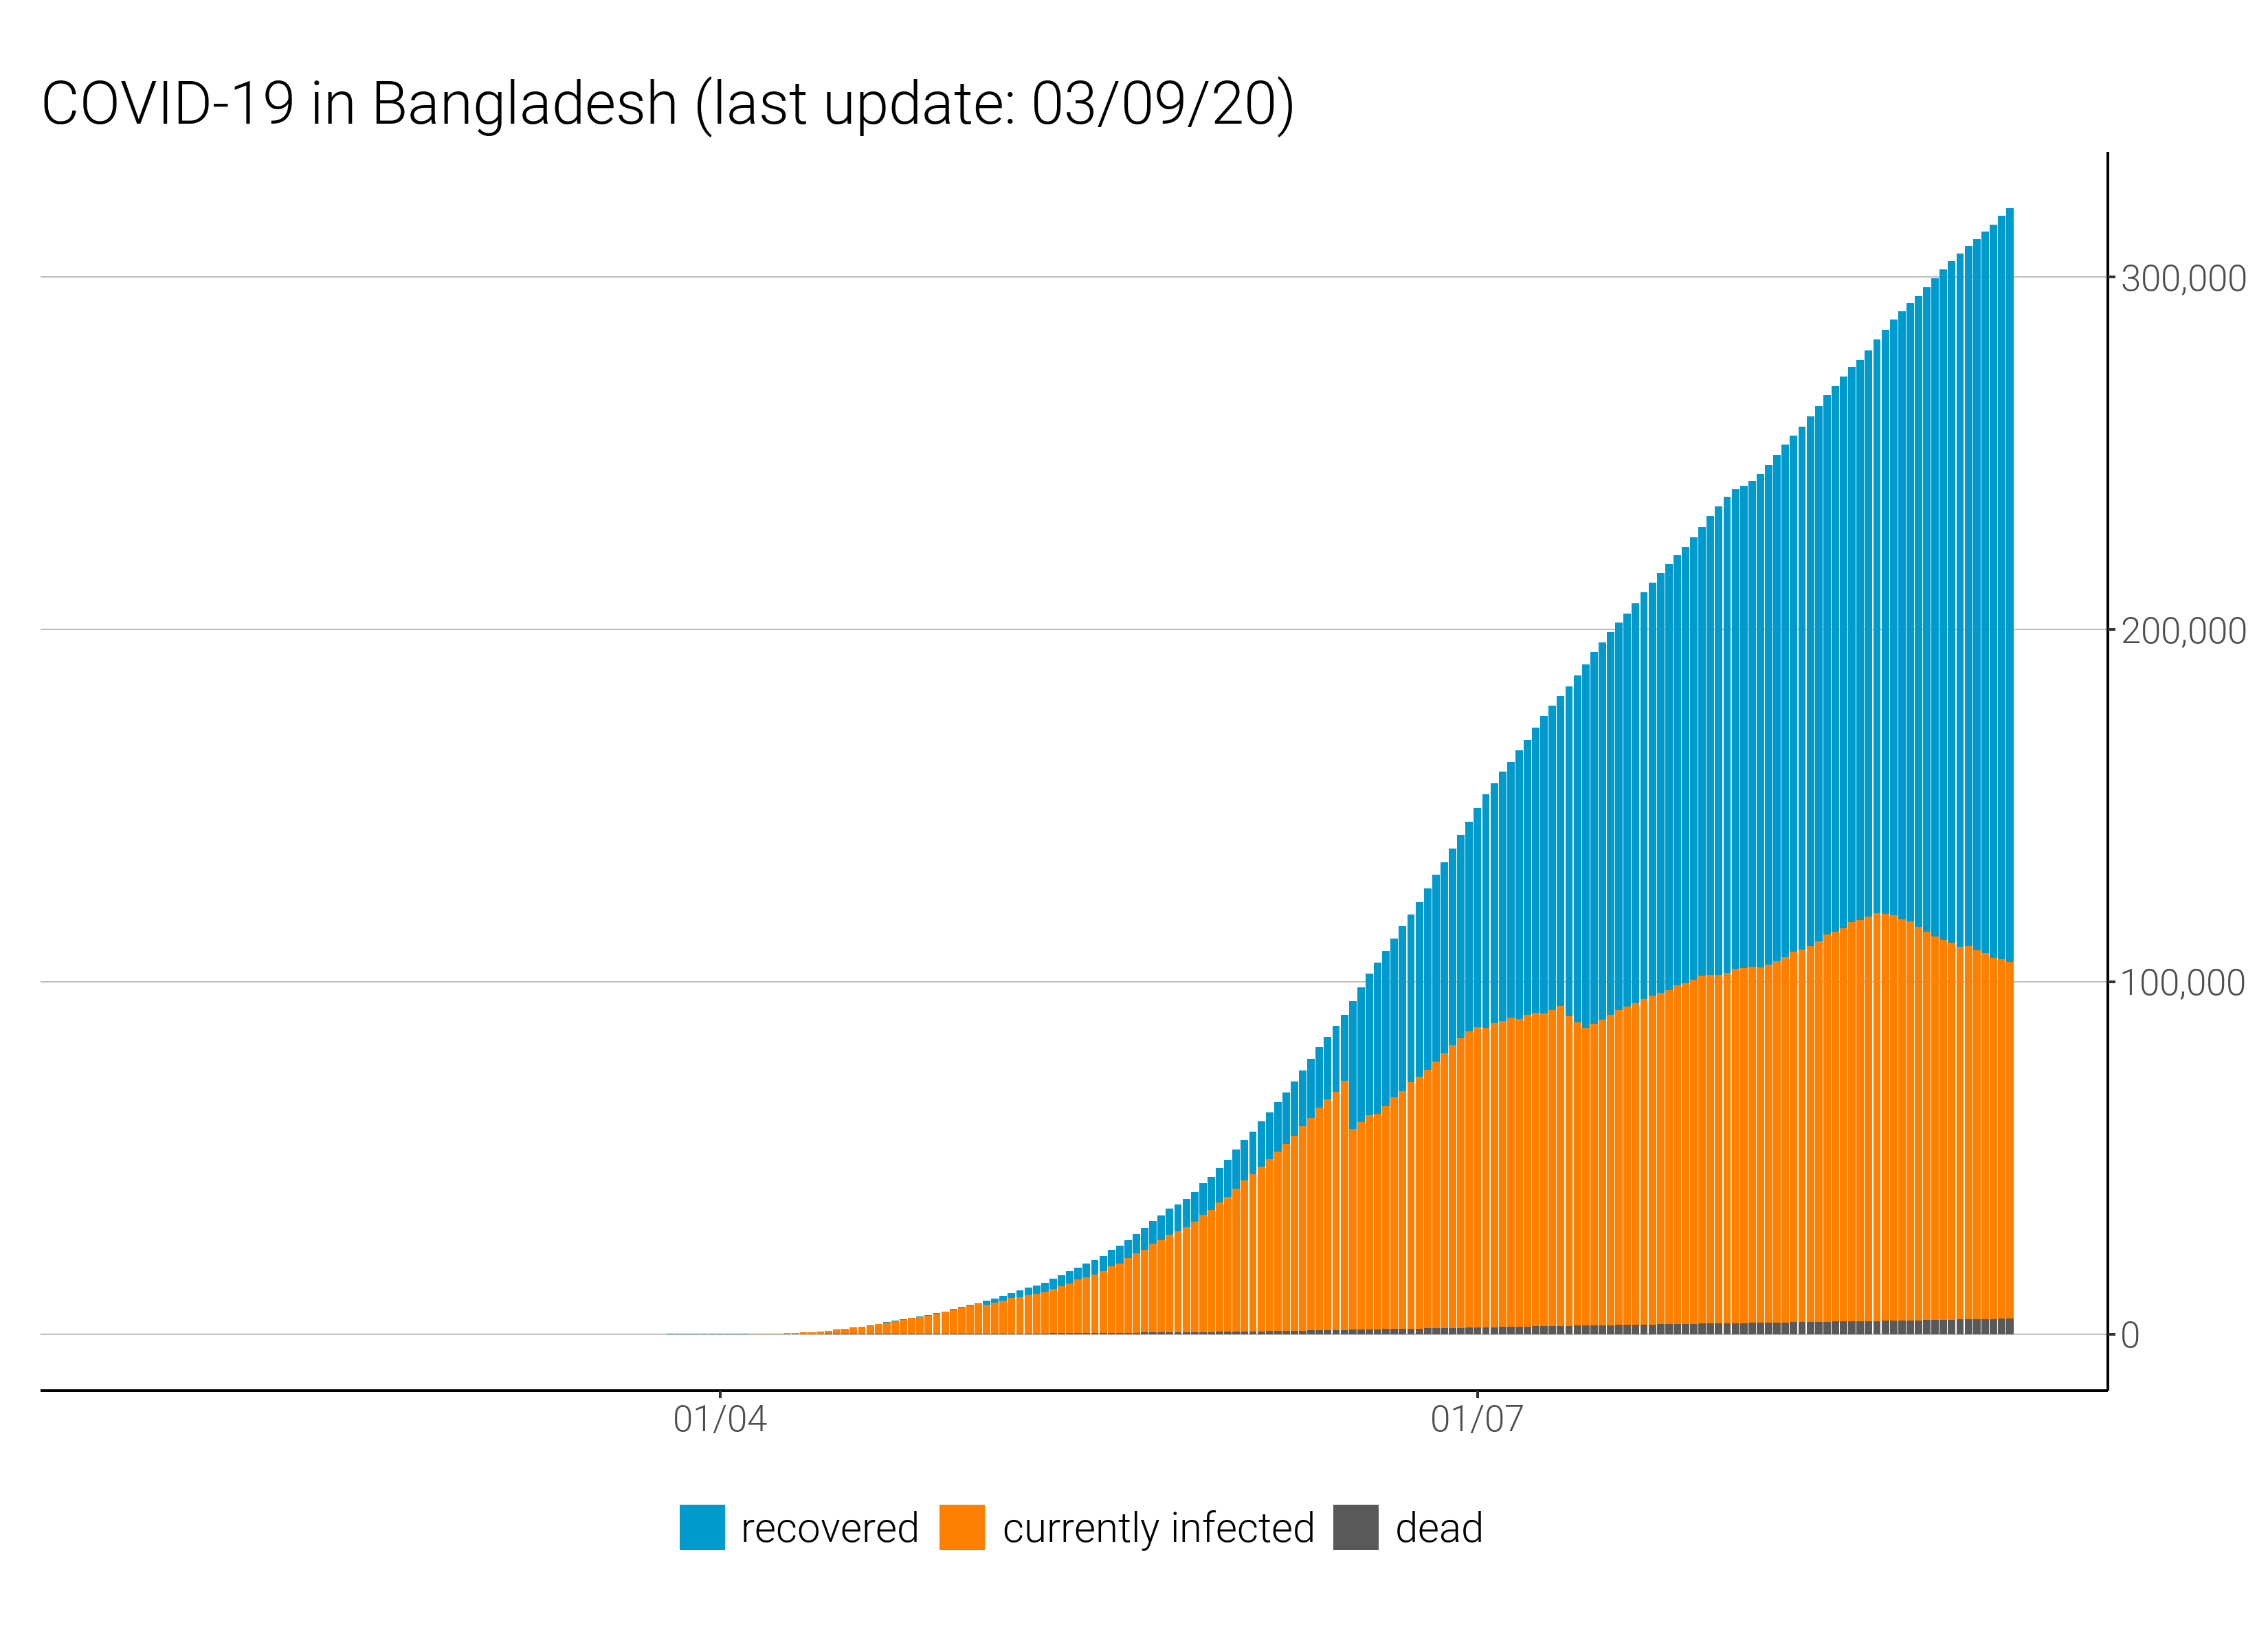 COVID-19 in Bangladesh (last update: 03/09/20)
300,000
200,000
100,000
0
01/04 01/07
recovered currently infected dead